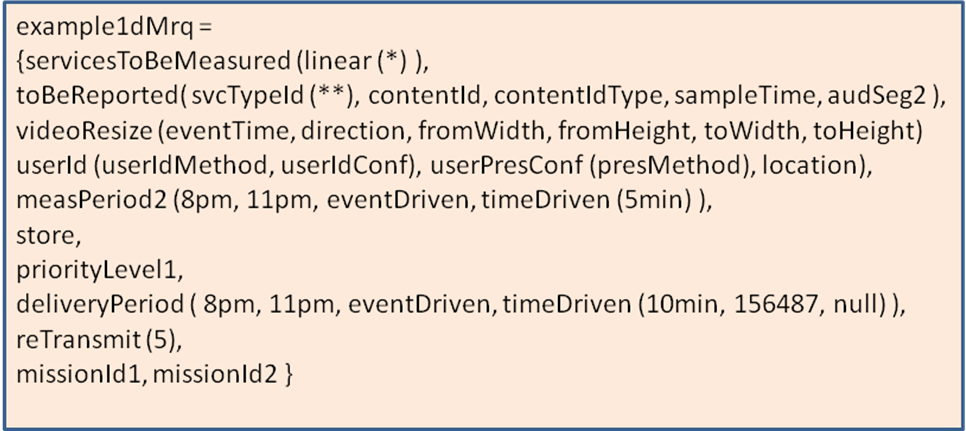 example1dMrq =
{servicesToBeMeasured (linear (*) ),
toBeReported( svcTypeId (**), contentId, contentIdType, sampleTime, audSeg2 ),
videoResize (eventTime, direction, fromWidth, fromHeight, toWidth, toHeight)
userId (userIdMethod, userIdConf), userPresConf (presMethod), location),
measPeriod2 (8pm, 11pm, eventDriven, timeDriven (5min) ),
store,
priorityLevel1,
deliveryPeriod ( 8pm, 11pm, eventDriven, timeDriven (10min, 156487, null) ),
reTransmit (5),
missionId1, missionId2 }